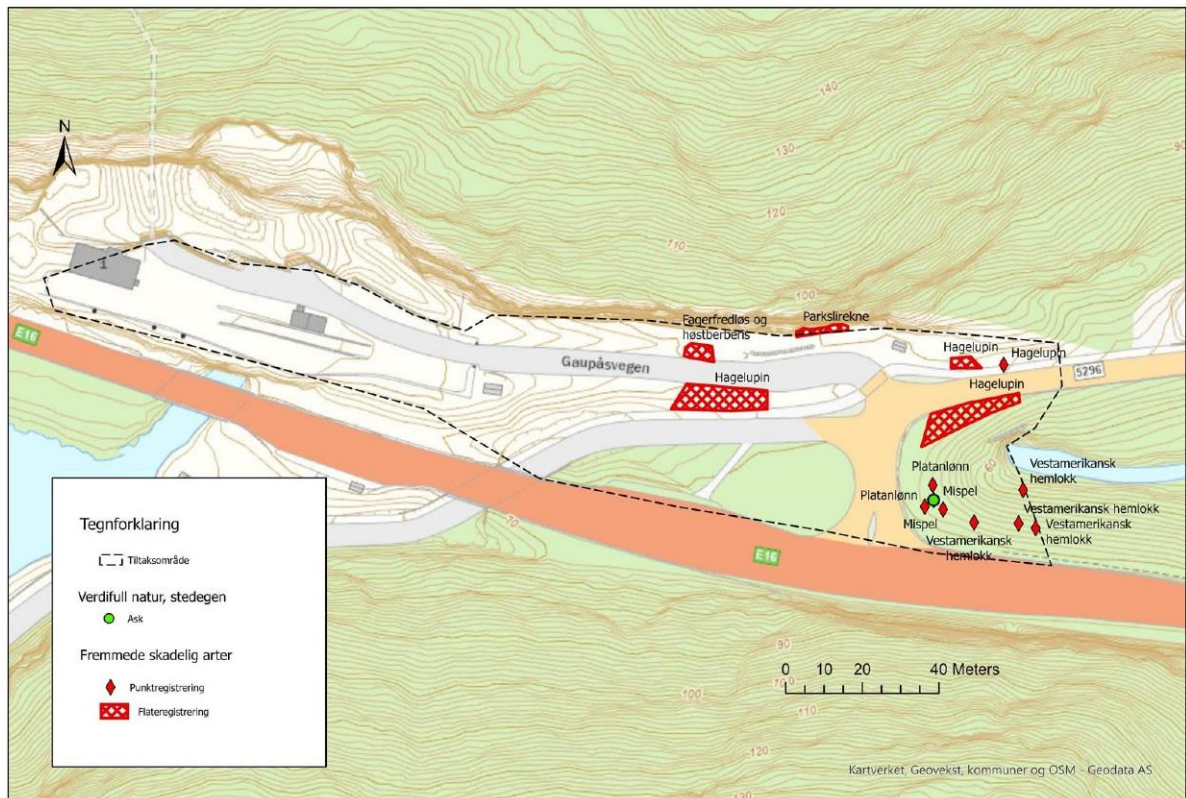 140
130
120
110
100
90
N
1
E16
Fagerfredløs og
høstberberis
Parkslirekne
Gaupåsvegen
Hagelupin
Hagelupin
Hagelupin
Hagelupin
5296
60
Platanlønn
Mispel
Platanlønn
Mispel
Vestamerikansk
hemlokk
Vestamerikansk hemlokk
Vestamerikansk
hemlokk
Vestamerikansk
hemlokk
70
E16
Tegnforklaring
Tiltaksområde
Verdifull natur, stedegen
Ask
Fremmede skadelig arter
Punktregistrering
Flateregistrering
0 10 20 40 Meters
90
100
100
110
120
130
Kartverket, Geovekst, kommuner og OSM - Geodata AS